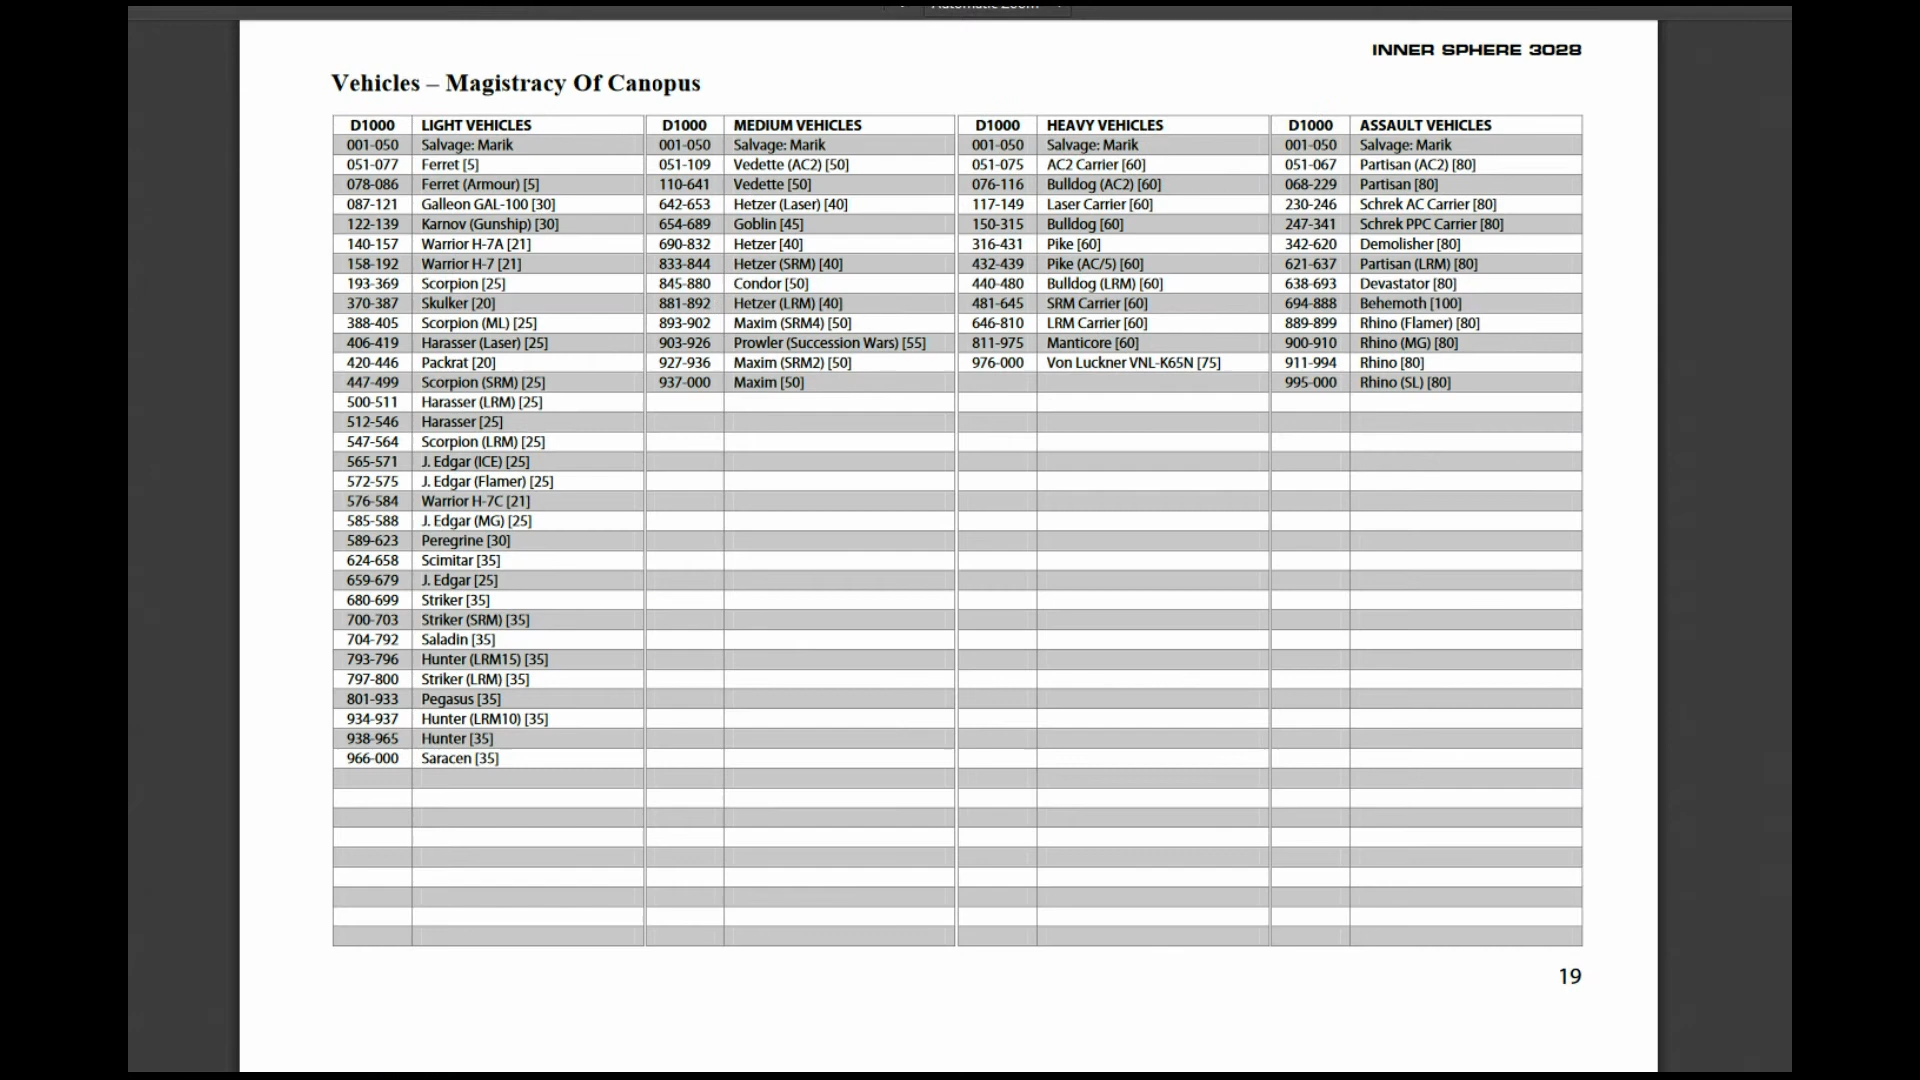 INNER SPHERE 3028
Vehicles – Magistracy Of Canopus
D1000 LIGHT VEHICLES D1000 MEDIUM VEHICLES D1000 HEAVY VEHICLES D1000 ASSAULT VEHICLES
001-050 Salvage: Marik 001-050 Salvage: Marik 001-050 Salvage: Marik 001-050 Salvage: Marik
051-077 Ferret [5] 051-109 Vedette (AC2) [50] 051-075 AC2 Carrier [60] 051-067 Partisan (AC2) [80]
078-086 Ferret (Armour) [5] 110-641 Vedette [50] 076-116 Bulldog (AC2) [60] 068-229 Partisan [80]
087-121 Galleon GAL-100 [30] 642-653 Hetzer (Laser) [40] 117-149 Laser Carrier [60] 230-246 Schrek AC Carrier [80]
122-139 Karnov (Gunship) [30] 654-689 Goblin [45] 150-315 Bulldog [60] 247-341 Schrek PPC Carrier [80]
140-157 Warrior H-7A [21] 690-832 Hetzer [40] 316-431 Pike [60] 342-620 Demolisher [80]
158-192 Warrior H-7 [21] 833-844 Hetzer (SRM) [40] 432-439 Pike (AC/5) [60] 621-637 Partisan (LRM) [80]
193-369 Scorpion [25] 845-880 Condor [50] 440-480 Bulldog (LRM) [60] 638-693 Devastator [80]
370-387 Skulker [20] 881-892 Hetzer (LRM) [40] 481-645 SRM Carrier [60] 694-888 Behemoth [100]
388-405 Scorpion (ML) [25] 893-902 Maxim (SRM4) [50] 646-810 LRM Carrier [60] 889-899 Rhino (Flamer) [80]
406-419 Harasser (Laser) [25] 903-926 Prowler (Succession Wars) [55] 811-975 Manticore [60] 900-910 Rhino (MG) [80]
420-446 Packrat [20] 927-936 Maxim (SRM2) [50] 976-000 Von Luckner VNL-K65N [75] 911-994 Rhino [80]
447-499 Scorpion (SRM) [25] 937-000 Maxim [50] 995-000 Rhino (SL) [80]
500-511 Harasser (LRM) [25]
512-546 Harasser [25]
547-564 Scorpion (LRM) [25]
565-571 J. Edgar (ICE) [25]
572-575 J. Edgar (Flamer) [25]
576-584 Warrior H-7C [21]
585-588 J. Edgar (MG) [25]
589-623 Peregrine [30]
624-658 Scimitar [35]
659-679 J. Edgar [25]
680-699 Striker [35]
700-703 Striker (SRM) [35]
704-792 Saladin [35]
793-796 Hunter (LRM15) [35]
797-800 Striker (LRM) [35]
801-933 Pegasus [35]
934-937 Hunter (LRM10) [35]
938-965 Hunter [35]
966-000 Saracen [35]
19